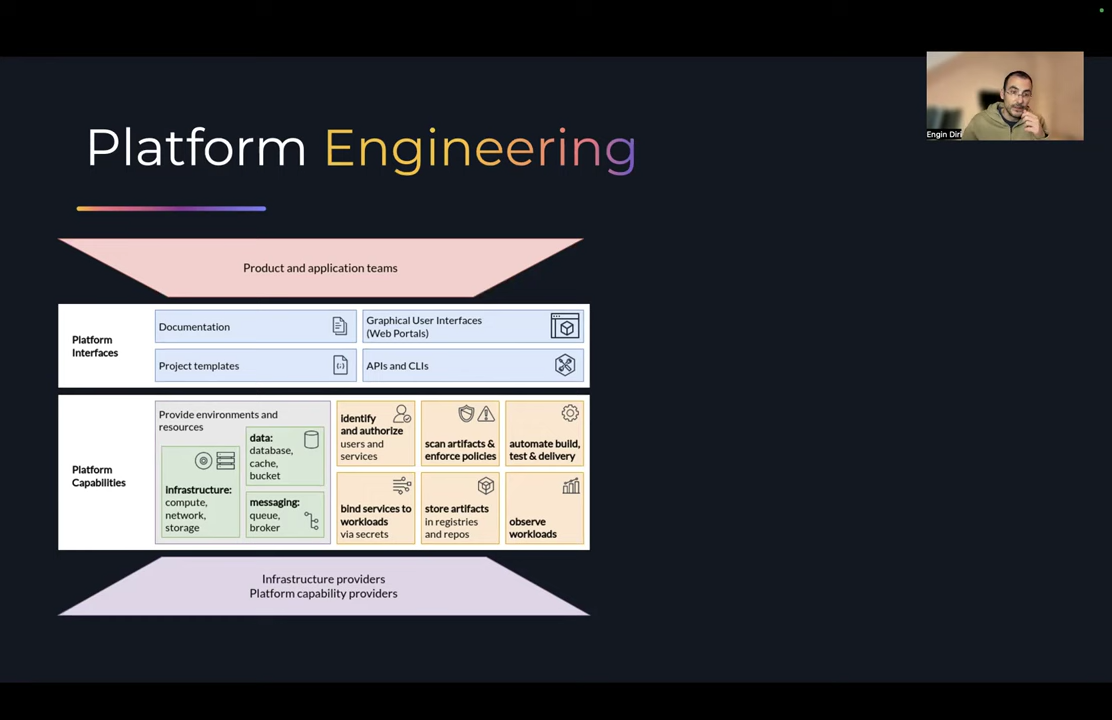 Platform Engineering
Engin Diri
Product and application teams
Platform
Interfaces
Documentation
Graphical User Interfaces
(Web Portals)
Project templates
APIs and CLIs
Platform
Capabilities
Provide environments and
resources
infrastructure:
compute,
network,
storage
data:
database,
cache,
bucket
messaging:
queue,
broker
identify
and authorize
users and
services
scan artifacts &
enforce policies
automate build,
test & delivery
bind services to
workloads
via secrets
store artifacts
in registries
and repos
observe
workloads
Infrastructure providers
Platform capability providers